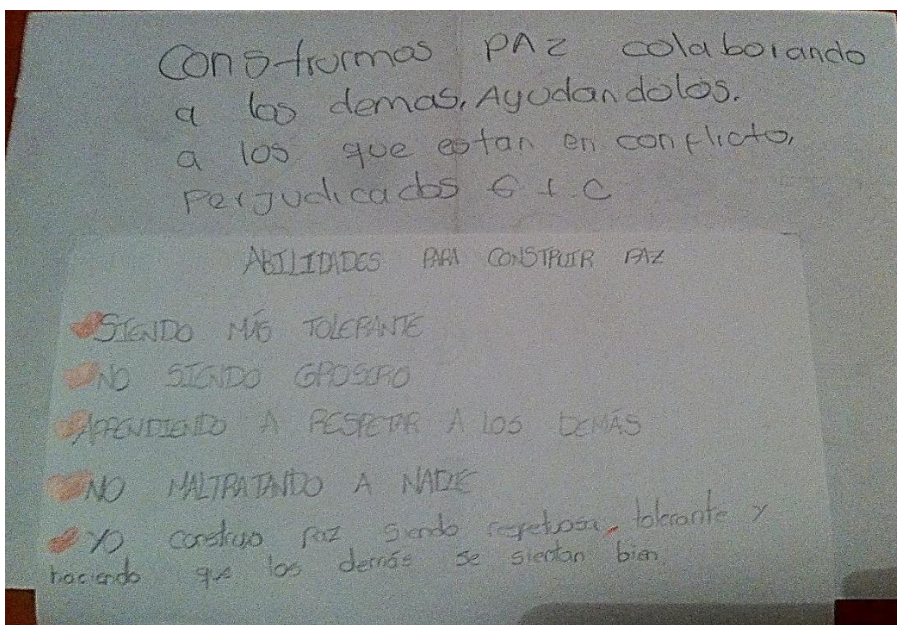 Construimos PAz colaborando
a los demas, Ayudandolos.
a los que estan en conflicto,
Perjudicados E t.C
ABILIDADES PARA CONSTRUIR PAZ
SIENDO MÁS TOLERANTE
NO SIENDO GROSERO
APRENDIENDO A RESPETAR A LOS DEMÁS
NO MALTRATANDO A NADIE
YO construyo paz siendo respetuosa, tolerante y
haciendo que los demás se sientan bien.